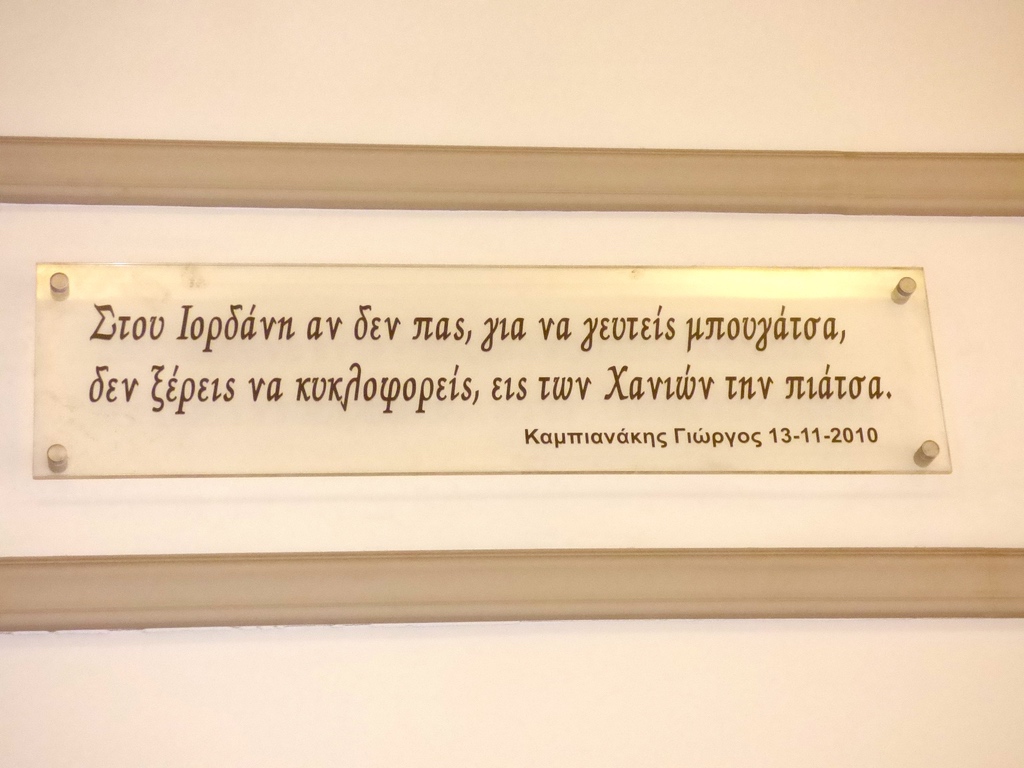 Στου Ιορδάνη αν δεν πας, για να γευτείς μπουγάτσα,
δεν ξέρεις να κυκλοφορείς, εις των Χανιών την πιάτσα.
Καμπιανάκης Γιώργος 13-11-2010